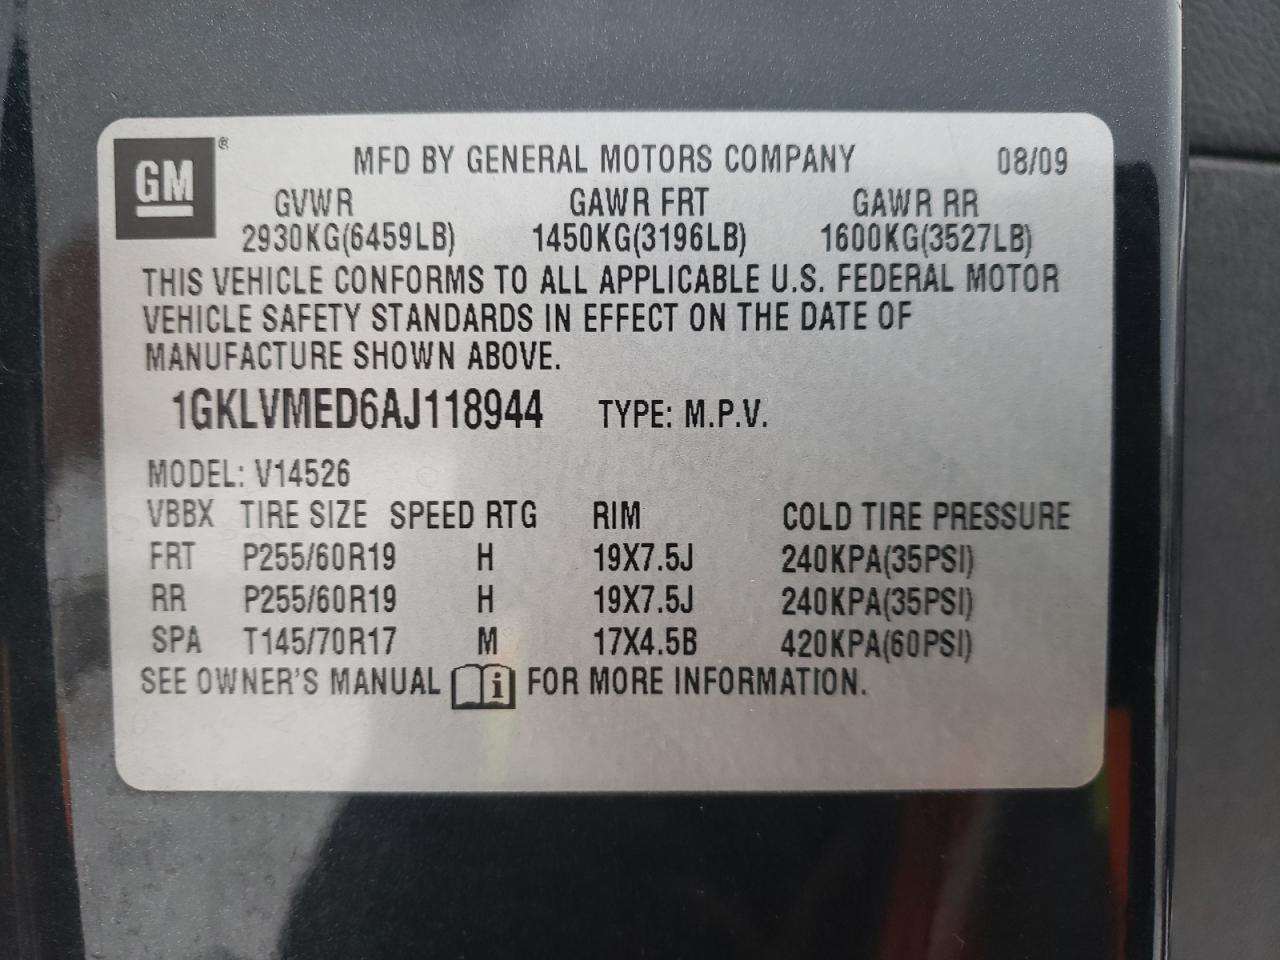 GM ® MFD BY GENERAL MOTORS COMPANY 08/09
GVWR GAWR FRT GAWR RR
2930KG(6459LB) 1450KG(3196LB) 1600KG(3527LB)
THIS VEHICLE CONFORMS TO ALL APPLICABLE U.S. FEDERAL MOTOR
VEHICLE SAFETY STANDARDS IN EFFECT ON THE DATE OF
MANUFACTURE SHOWN ABOVE.
1GKLVMED6AJ118944 TYPE: M.P.V.
MODEL: V14526
VBBX TIRE SIZE SPEED RTG RIM COLD TIRE PRESSURE
FRT P255/60R19 H 19X7.5J 240KPA(35PSI)
RR P255/60R19 H 19X7.5J 240KPA(35PSI)
SPA T145/70R17 M 17X4.5B 420KPA(60PSI)
SEE OWNER'S MANUAL i FOR MORE INFORMATION.